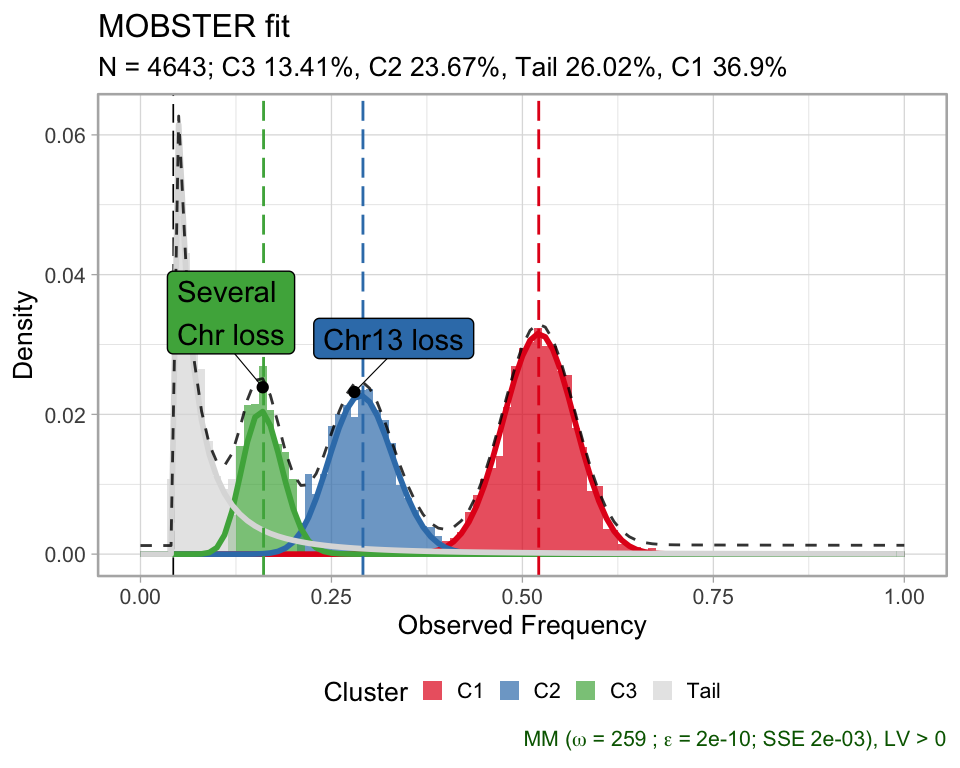 MOBSTER fit
N = 4643; C3 13.41%, C2 23.67%, Tail 26.02%, C1 36.9%
0.06
0.04
0.02
0.00
Density
Several
Chr loss
Chr13 loss
0.00 0.25 0.50 0.75 1.00
Observed Frequency
Cluster C1 C2 C3 Tail
MM (ω = 259 ; ε = 2e-10; SSE 2e-03), LV > 0